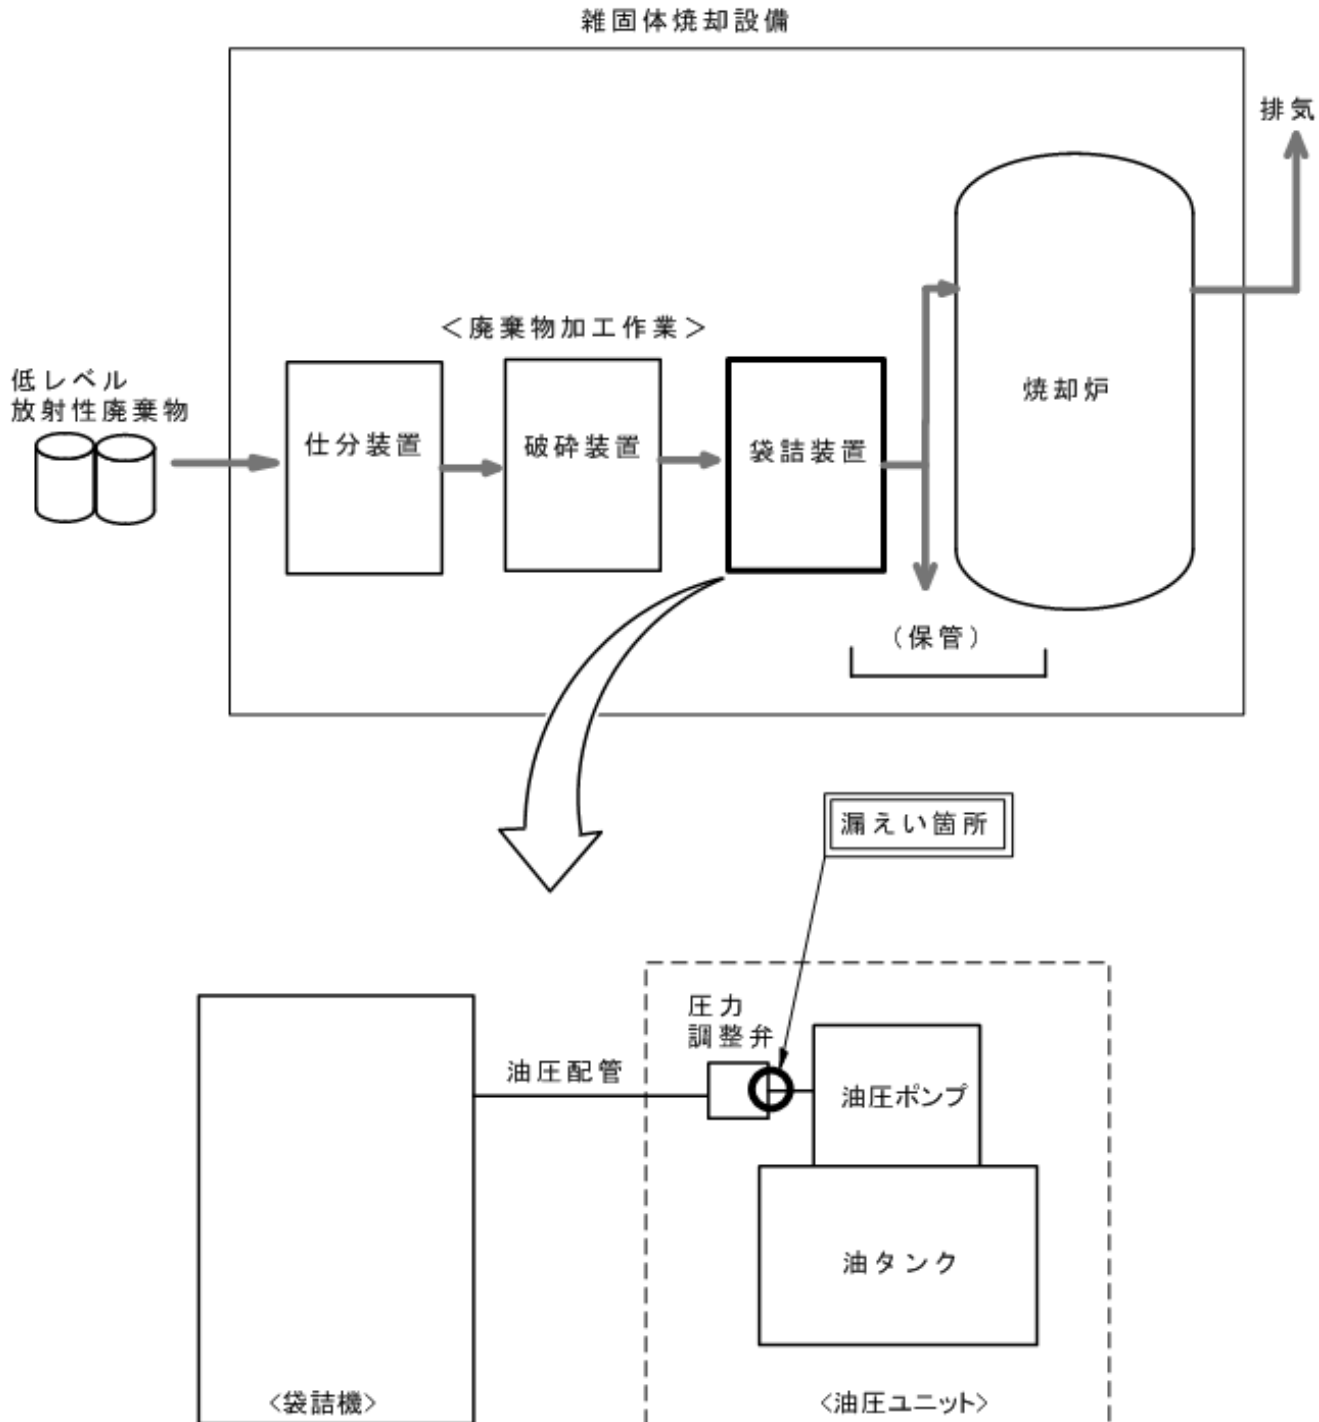 雑固体焼却設備
排気
＜廃棄物加工作業＞
低レベル
放射性廃棄物
仕分装置
破砕装置
袋詰装置
焼却炉
（保管）
漏えい箇所
圧力
調整弁
油圧配管
油圧ポンプ
油タンク
<袋詰機>
<油圧ユニット>